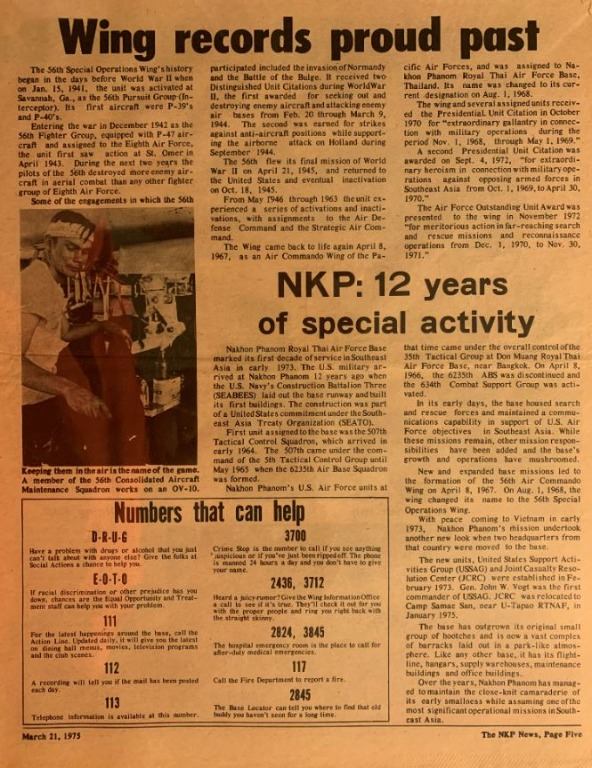 Wing records proud past
The 56th Special Operations Wing's history
began in the days before World War II when
on Jan. 15, 1941, the unit was activated at
Savannah, Ga., as the 56th Pursuit Group (In-
terceptor). Its first aircraft were P-39's
and P-40's.
Entering the war in December 1942 as the
56th Fighter Group, equipped with P-47 air-
craft and assigned to the Eighth Air Force,
the unit first saw action at St. Omer in
April 1943. During the next two years the
pilots of the 56th destroyed more enemy air-
craft in aerial combat than any other fighter
group of Eighth Air Force.
Some of the engagements in which the 56th
participated included the invasion of Normandy
and the Battle of the Bulge. It received two
Distinguished Unit Citations during World War
II, the first awarded for seeking out and
destroying enemy aircraft and attacking enemy
air bases from Feb. 20 through March 9,
1944. The second was earned for strikes
against anti-aircraft positions while support-
ing the airborne attack on Holland during
September 1944.
The 56th flew its final mission of World
War II on April 21, 1945, and returned to
the United States and eventual inactivation
on Oct. 18, 1945.
From May 1946 through 1963 the unit ex-
perienced a series of activations and inacti-
vations, with assignments to the Air De-
fense Command and the Strategic Air Com-
mand.
The Wing came back to life again April 8,
1967, as an Air Commando Wing of the Pa-
cific Air Forces, and was assigned to Na-
khon Phanom Royal Thai Air Force Base,
Thailand. Its name was changed to its cur-
rent designation on Aug. 1, 1968.
The wing and several assigned units receiv-
ed the Presidential Unit Citation in October
1970 for "extraordinary gallantry in connec-
tion with military operations during the
period Nov. 1, 1968, through May 1, 1969."
A second Presidential Unit Citation was
awarded on Sept. 4, 1972, "for extraordi-
nary heroism in connection with military ope-
rations against opposing armed forces in
Southeast Asia from Oct. 1, 1969, to April 30,
1970."
The Air Force Outstanding Unit Award was
presented to the wing in November 1972
"for meritorious action in far-reaching search
and rescue missions and reconnaissance
operations from Dec. 1, 1970, to Nov. 30,
1971."
Keeping them in the air is the name of the game.
A member of the 56th Consolidated Aircraft
Maintenance Squadron works on an OV-10.
NKP: 12 years
of special activity
Nakhon Phanom Royal Thai Air Force Base
marked its first decade of service in Southeast
Asia in early 1973. The U.S. military ar-
rived at Nakhon Phanom 12 years ago when
the U.S. Navy's Construction Battalion Three
(SEABEES) laid out the base runway and built
its first buildings. The construction was part
of a United States commitment under the South-
east Asia Treaty Organization (SEATO).
First unit assigned to the base was the 507th
Tactical Control Squadron, which arrived in
early 1964. The 507th came under the com-
mand of the 5th Tactical Control Group until
May 1965 when the 6235th Air Base Squadron
was formed.
Nakhon Phanom's U.S. Air Force units at
that time came under the overall control of the
35th Tactical Group at Don Muang Royal Thai
Air Force Base, near Bangkok. On April 8,
1966, the 6235th ABS was discontinued and
the 634th Combat Support Group was acti-
vated.
In its early days, the base housed search
and rescue forces and maintained a commu-
nications capability in support of U.S. Air
Force objectives in Southeast Asia. While
these missions remain, other mission respon-
sibilities have been added and the base's
growth and operations have mushroomed.
New and expanded base missions led to
the formation of the 56th Air Commando
Wing on April 8, 1967. On Aug. 1, 1968, the
wing changed its name to the 56th Special
Operations Wing.
With peace coming to Vietnam in early
1973, Nakhon Phanom's mission undertook
another new look when two headquarters from
that country were moved to the base.
The new units, United States Support Acti-
vities Group (USSAG) and Joint Casualty Reso-
lution Center (JCRC) were established in Fe-
bruary 1973. Gen. John W. Vogt was the first
commander of USSAG. JCRC was relocated to
Camp Samae San, near U-Tapao RTNAF, in
January 1975.
The base has outgrown its original small
group of hootches and is now a vast complex
of barracks laid out in a park-like atmos-
phere. Like any other base, it has its flight-
line, hangars, supply warehouses, maintenance
buildings and office buildings.
Over the years, Nakhon Phanom has manag-
ed to maintain the close-knit camaraderie of
its early smallness while assuming one of the
most significant operational missions in South-
east Asia.
Numbers that can help
D-R-U-G
Have a problem with drugs or alcohol that you just
can't talk about with anyone else? Give the folks at
Social Actions a chance to help you.
E-O-T-O
If racial discrimination or other prejudice has you
down, chances are the Equal Opportunity and Treat-
ment staff can help you with your problem.
111
For the latest happenings around the base, call the
Action Line. Updated daily, it will give you the latest
on dining hall menus, movies, television programs
and the club scenes.
112
A recording will tell you if the mail has been posted
each day.
113
Telephone information is available at this number.
3700
Crime Stop is the number to call if you see anything
suspicious or if you've just been ripped off. The phone
is manned 24 hours a day and you don't have to give
your name.
2436, 3712
Heard a juicy rumor? Give the Wing Information Office
a call to see if it's true. They'll check it out for you
with the proper people and ring you right back with
the straight skinny.
2824, 3845
The hospital emergency room is the place to call for
after-duty medical emergencies.
117
Call the Fire Department to report a fire.
2845
The Base Locator can tell you where to find that old
buddy you haven't seen for a long time.
March 21, 1975
The NKP News, Page Five